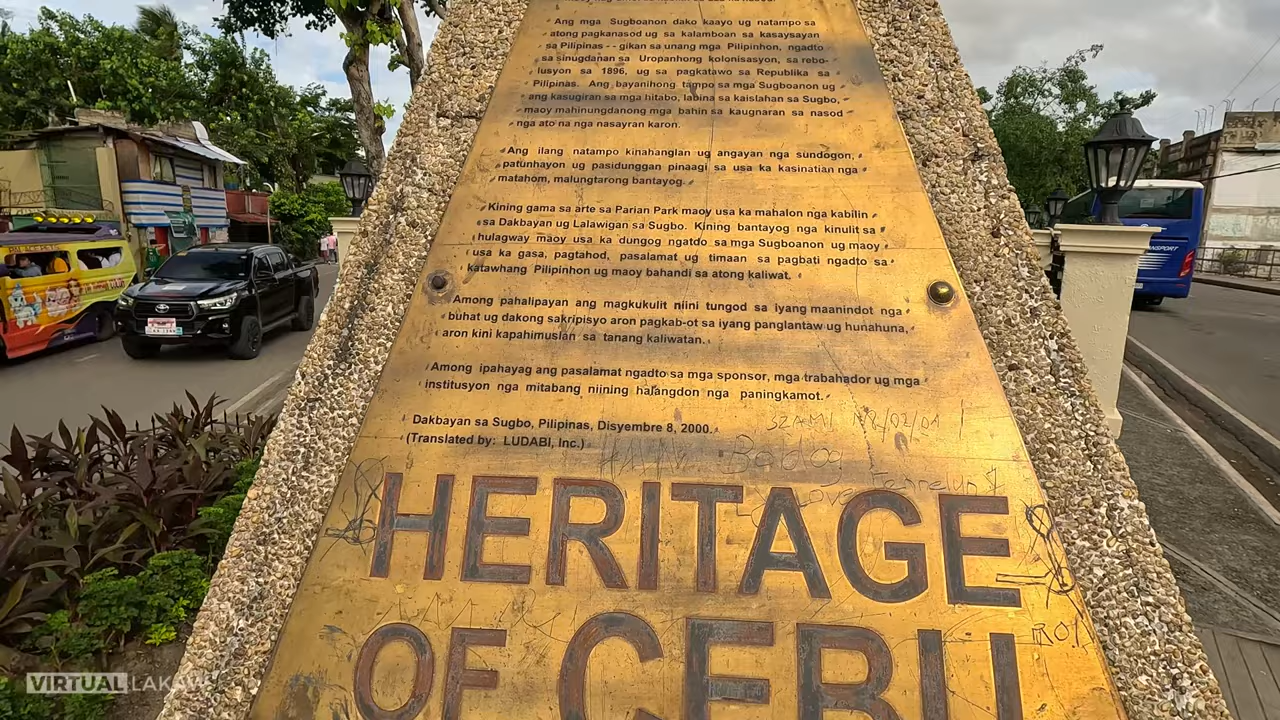 Ang mga Sugboanon dako kaayo ug natampo sa
atong pagkanasod ug sa kalamboan sa kasaysayan
sa Pilipinas -- gikan sa unang mga Pilipinhon, ngadto
sa sinugdanan sa Uropanhong kolonisasyon, sa rebo-
lusyon sa 1896, ug sa pagkatawo sa Republika sa
Pilipinas. Ang bayanihong tampo sa mga Sugboanon ug
ang kasugiran sa mga hitabo, labina sa kaislahan sa Sugbo,
maoy mahinungdanong mga bahin sa kaugnaran sa nasod
nga ato na nga nasayran karon.
Ang ilang natampo kinahanglan ug angayan nga sundogon,
patunhayon ug pasidunggan pinaagi sa usa ka kasinatian nga
matahom, malungtarong bantayog.
Kining gama sa arte sa Parian Park maoy usa ka mahalon nga kabilin
sa Dakbayan ug Lalawigan sa Sugbo. Kining bantayog nga kinulit sa
hulagway maoy usa ka dungog ngatdo sa mga Sugboanon ug maoy
usa ka gasa, pagtahod, pasalamat ug timaan sa pagbati ngadto sa
katawhang Pilipinhon ug maoy bahandi sa atong kaliwat.
Among pahalipayan ang magkukulit niini tungod sa iyang maanindot nga
buhat ug dakong sakripisyo aron pagkab-ot sa iyang panglantaw ug hunahuna,
aron kini kapahimuslan sa tanang kaliwatan.
Among ipahayag ang pasalamat ngadto sa mga sponsor, mga trabahador ug mga
institusyon nga mitabang niining halangdon nga paningkamot.
Dakbayan sa Sugbo, Pilipinas, Disyembre 8, 2000.
(Translated by: LUDABI, Inc.)
HERITAGE
OF CEBU
VIRTUAL LAKAW